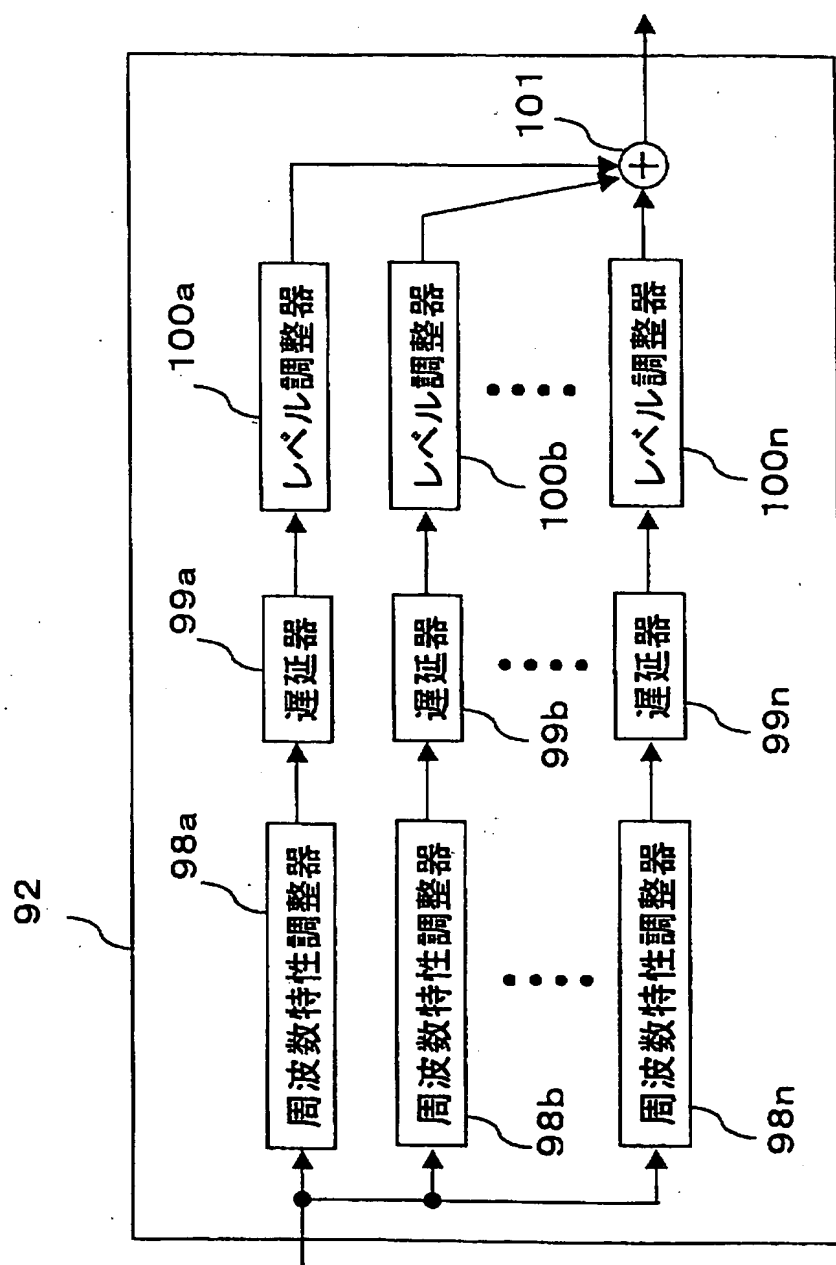 92
98a
周波数特性調整器
99a
遅延器
100a
レベル調整器
101
周波数特性調整器
98b
遅延器
99b
レベル調整器
100b
周波数特性調整器
98n
遅延器
99n
レベル調整器
100n